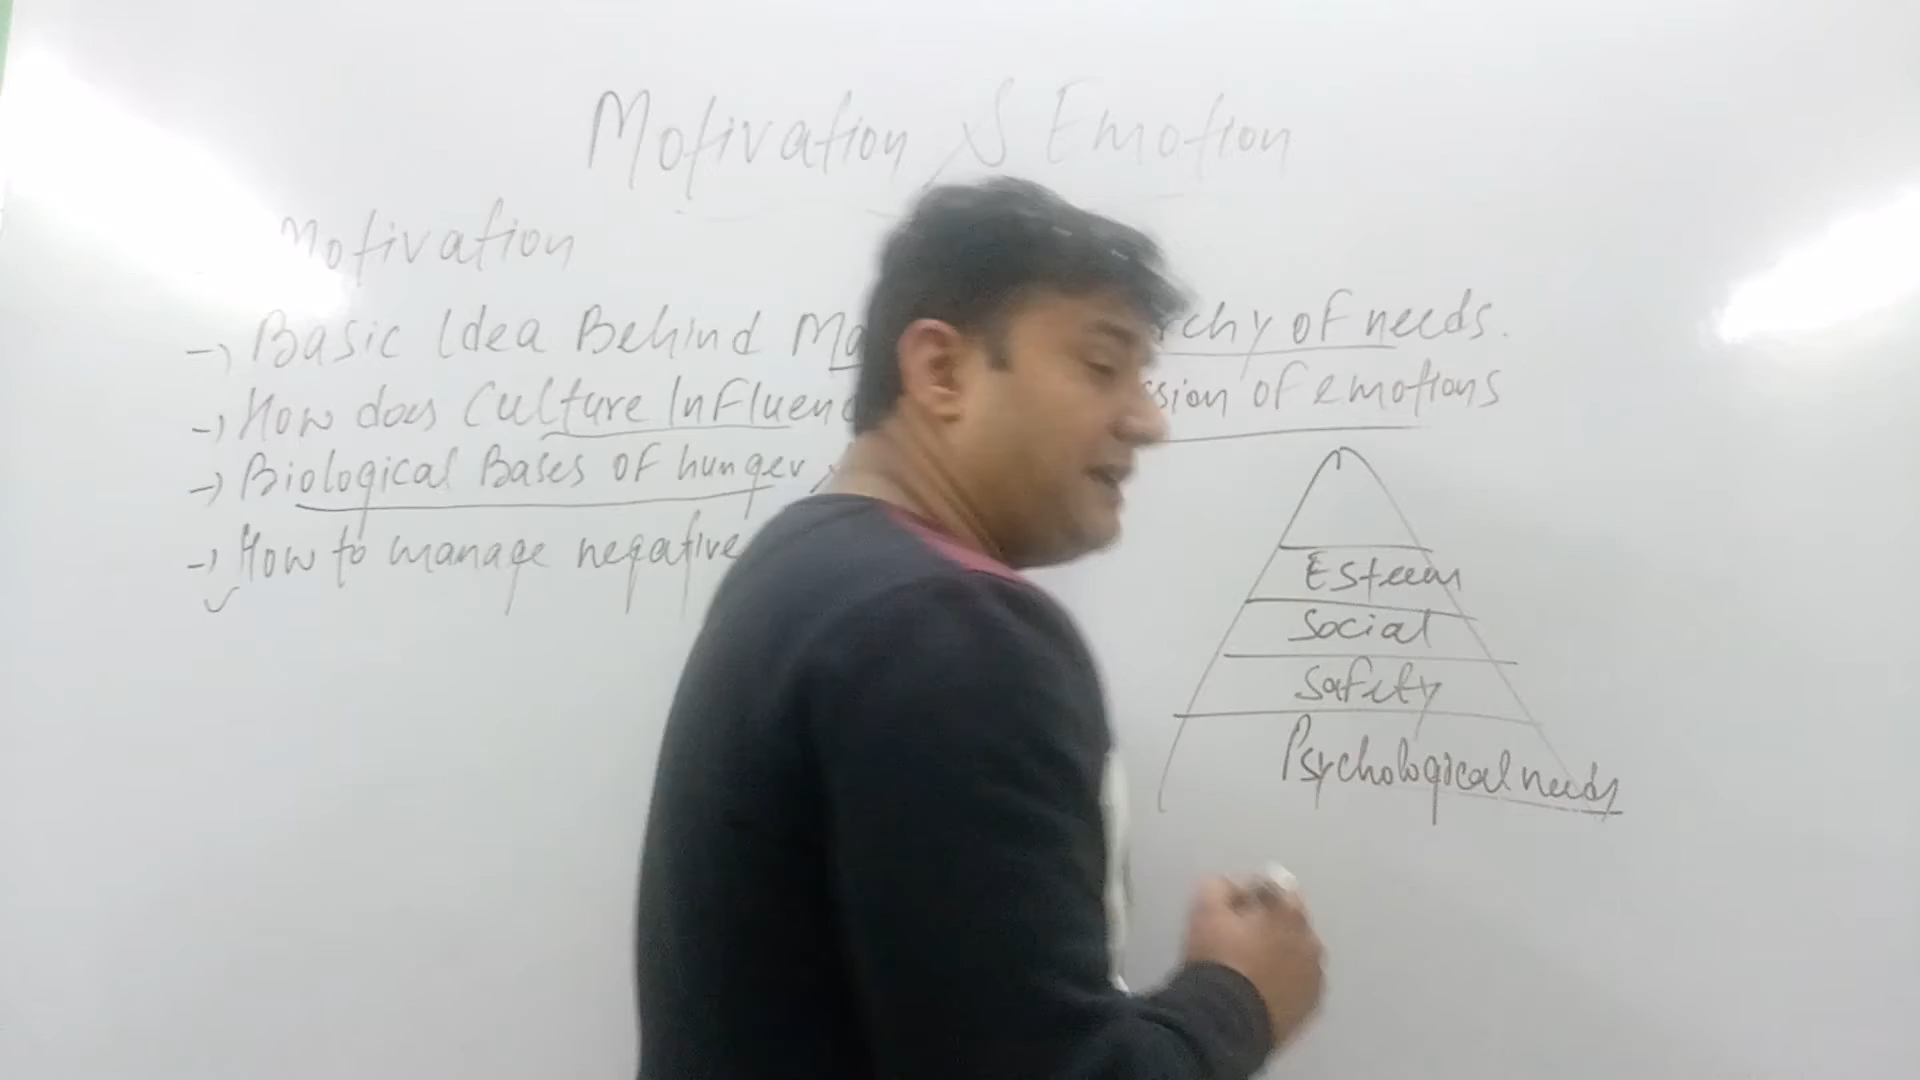 Motivation & Emotion
Motivation
→ Basic Idea Behind Ma rchy of needs.
→ How does Culture Influenc ssion of emotions
→ Biological Bases of hunger
→ How to manage negative
Esteem
Social
Safety
Psychological needs